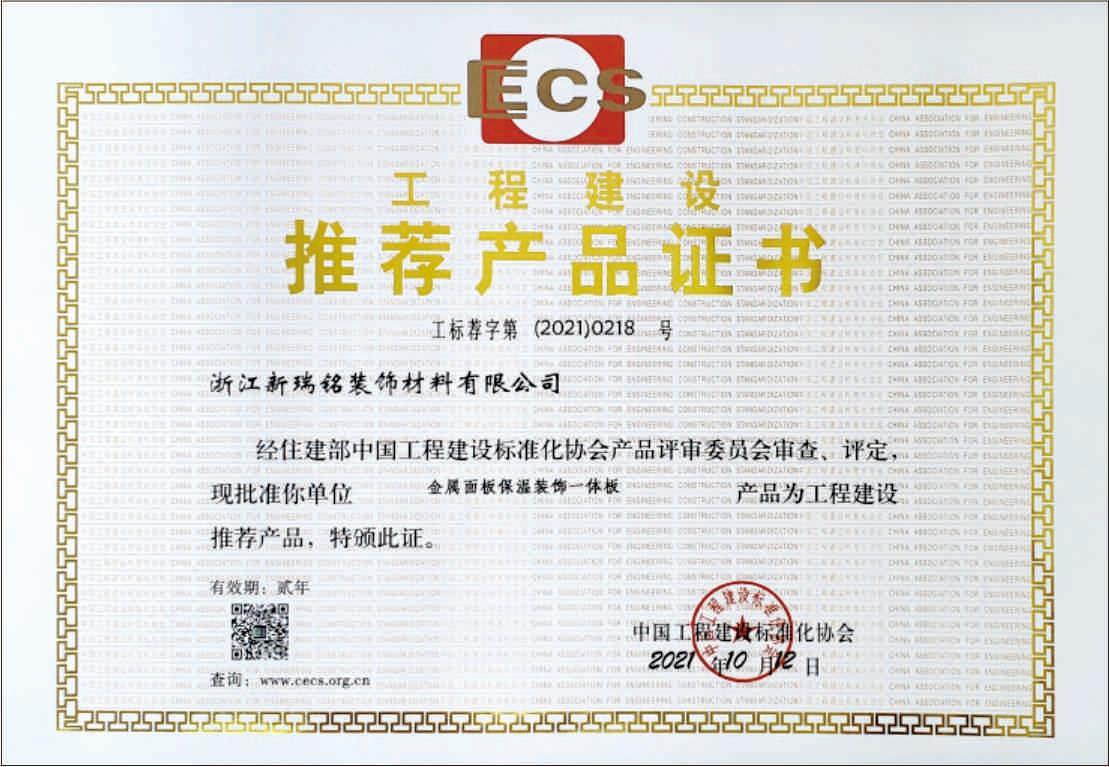 CECS
工程建设
推荐产品证书
工标荐字第 (2021)0218 号
浙江新瑞铭装饰材料有限公司
经住建部中国工程建设标准化协会产品评审委员会审查、评定，
现批准你单位 金属面板保温装饰一体板 产品为工程建设
推荐产品，特颁此证。
有效期：贰年
查询：www.cecs.org.cn
中国工程建设标准化协会
2021 年 10 月 12 日